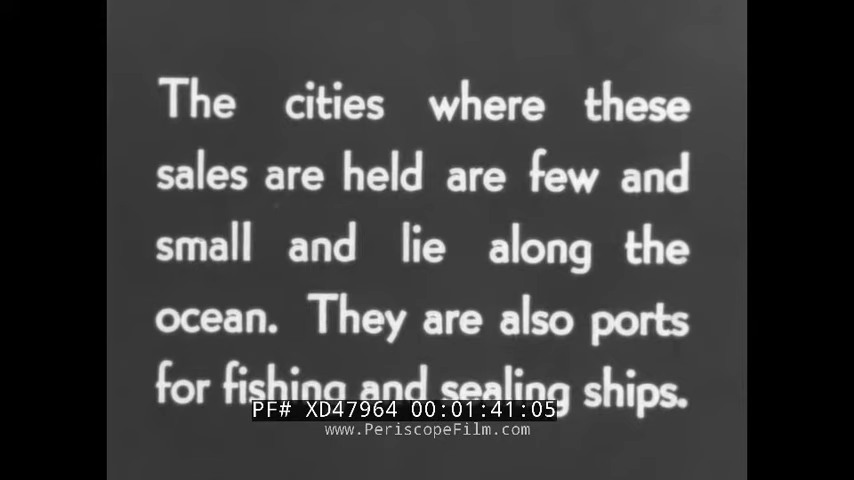 The cities where these
sales are held are few and
small and lie along the
ocean. They are also ports
for fishing and sealing ships.
PF# XD47964 00:01:41:05
www.PeriscopeFilm.com